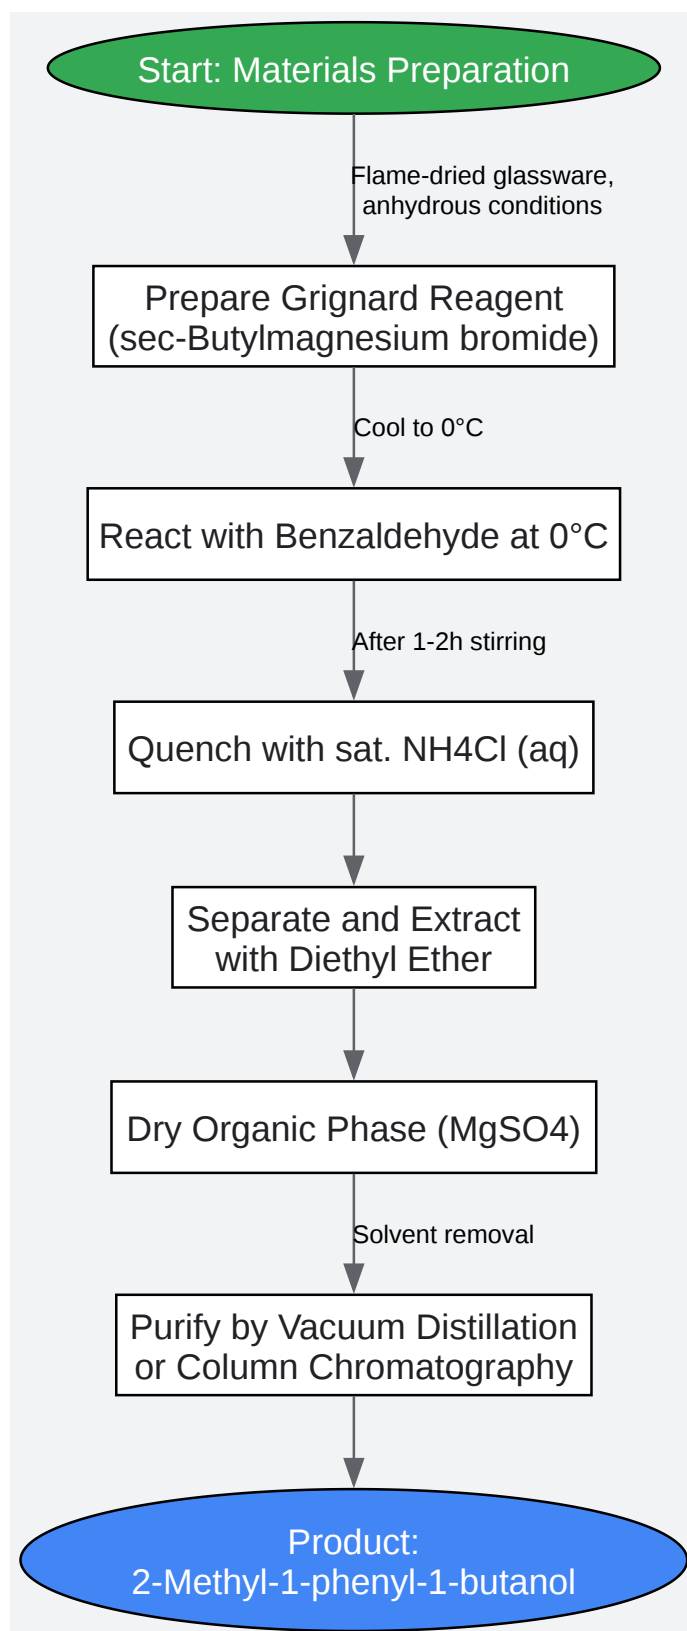 Start: Materials Preparation
Flame-dried glassware,
anhydrous conditions
Prepare Grignard Reagent
(sec-Butylmagnesium bromide)
Cool to 0°C
React with Benzaldehyde at 0°C
After 1-2h stirring
Quench with sat. NH4Cl (aq)
Separate and Extract
with Diethyl Ether
Dry Organic Phase (MgSO4)
Solvent removal
Purify by Vacuum Distillation
or Column Chromatography
Product:
2-Methyl-1-phenyl-1-butanol